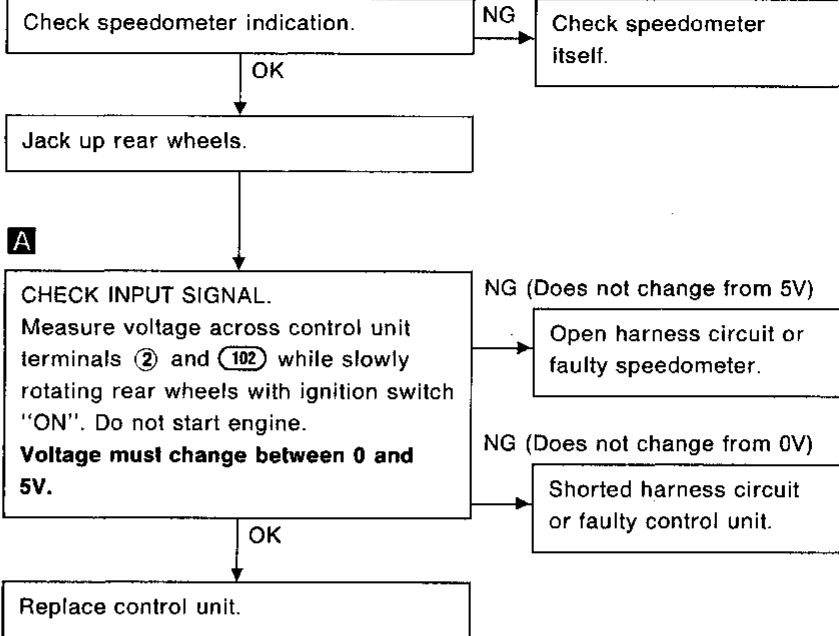 Check speedometer indication.
NG
Check speedometer
itself.
OK
Jack up rear wheels.
A
CHECK INPUT SIGNAL.
Measure voltage across control unit
terminals ② and (102) while slowly
rotating rear wheels with ignition switch
"ON". Do not start engine.
Voltage must change between 0 and
5V.
NG (Does not change from 5V)
Open harness circuit or
faulty speedometer.
NG (Does not change from 0V)
Shorted harness circuit
or faulty control unit.
OK
Replace control unit.